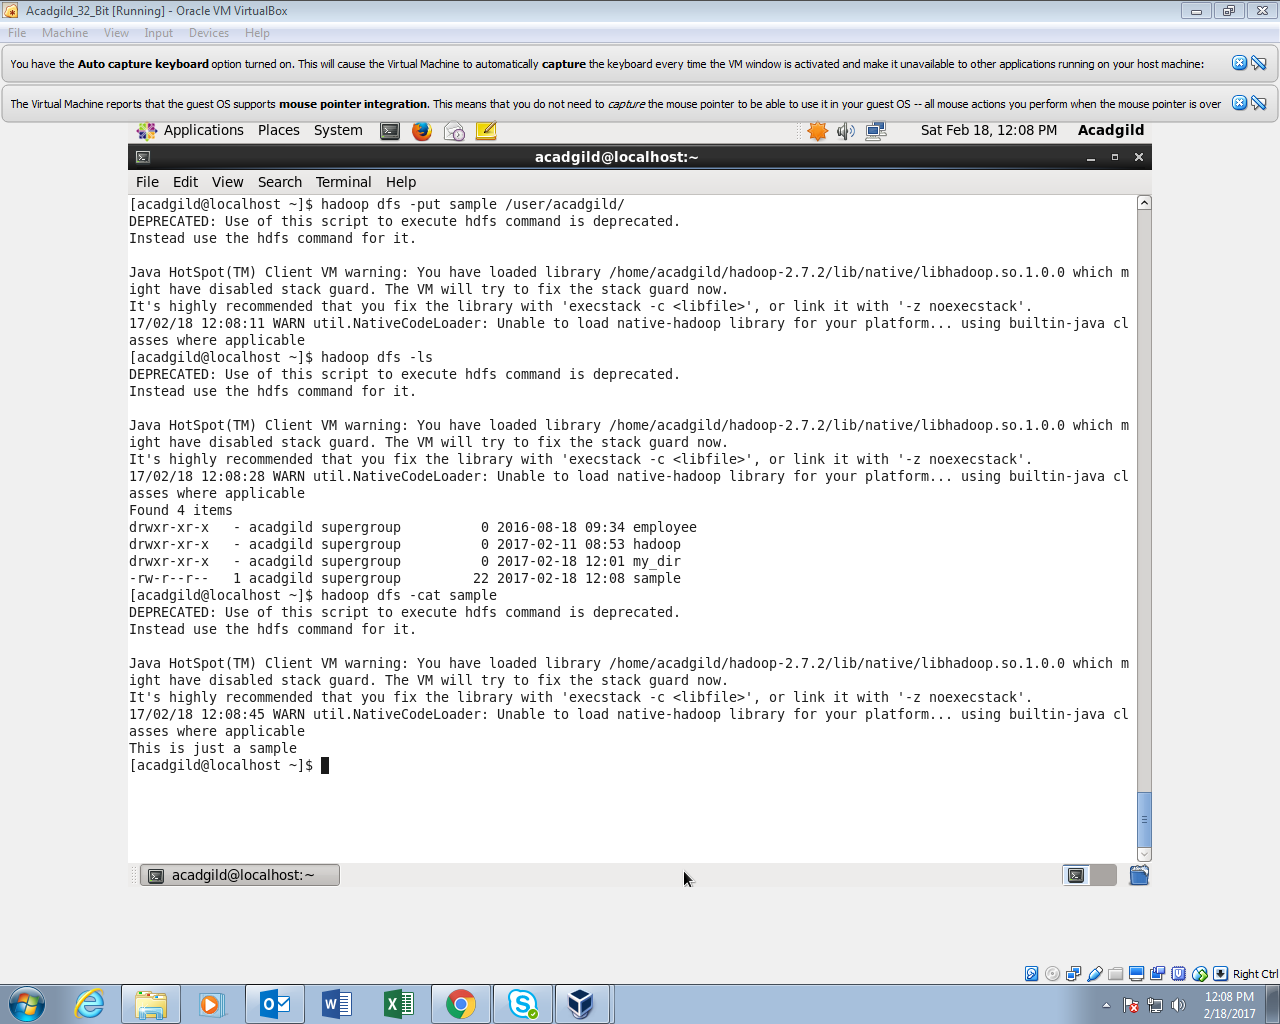 Acadgild_32_Bit [Running] - Oracle VM VirtualBox
File Machine View Input Devices Help
You have the Auto capture keyboard option turned on. This will cause the Virtual Machine to automatically capture the keyboard every time the VM window is activated and make it unavailable to other applications running on your host machine:
The Virtual Machine reports that the guest OS supports mouse pointer integration. This means that you do not need to capture the mouse pointer to be able to use it in your guest OS -- all mouse actions you perform when the mouse pointer is over
Applications Places System Sat Feb 18, 12:08 PM Acadgild
acadgild@localhost:~
File Edit View Search Terminal Help
[acadgild@localhost ~]$ hadoop dfs -put sample /user/acadgild/
DEPRECATED: Use of this script to execute hdfs command is deprecated.
Instead use the hdfs command for it.
Java HotSpot(TM) Client VM warning: You have loaded library /home/acadgild/hadoop-2.7.2/lib/native/libhadoop.so.1.0.0 which m
ight have disabled stack guard. The VM will try to fix the stack guard now.
It's highly recommended that you fix the library with 'execstack -c <libfile>', or link it with '-z noexecstack'.
17/02/18 12:08:11 WARN util.NativeCodeLoader: Unable to load native-hadoop library for your platform... using builtin-java cl
asses where applicable
[acadgild@localhost ~]$ hadoop dfs -ls
DEPRECATED: Use of this script to execute hdfs command is deprecated.
Instead use the hdfs command for it.
Java HotSpot(TM) Client VM warning: You have loaded library /home/acadgild/hadoop-2.7.2/lib/native/libhadoop.so.1.0.0 which m
ight have disabled stack guard. The VM will try to fix the stack guard now.
It's highly recommended that you fix the library with 'execstack -c <libfile>', or link it with '-z noexecstack'.
17/02/18 12:08:28 WARN util.NativeCodeLoader: Unable to load native-hadoop library for your platform... using builtin-java cl
asses where applicable
Found 4 items
drwxr-xr-x - acadgild supergroup 0 2016-08-18 09:34 employee
drwxr-xr-x - acadgild supergroup 0 2017-02-11 08:53 hadoop
drwxr-xr-x - acadgild supergroup 0 2017-02-18 12:01 my_dir
-rw-r--r-- 1 acadgild supergroup 22 2017-02-18 12:08 sample
[acadgild@localhost ~]$ hadoop dfs -cat sample
DEPRECATED: Use of this script to execute hdfs command is deprecated.
Instead use the hdfs command for it.
Java HotSpot(TM) Client VM warning: You have loaded library /home/acadgild/hadoop-2.7.2/lib/native/libhadoop.so.1.0.0 which m
ight have disabled stack guard. The VM will try to fix the stack guard now.
It's highly recommended that you fix the library with 'execstack -c <libfile>', or link it with '-z noexecstack'.
17/02/18 12:08:45 WARN util.NativeCodeLoader: Unable to load native-hadoop library for your platform... using builtin-java cl
asses where applicable
This is just a sample
[acadgild@localhost ~]$
acadgild@localhost:~
Right Ctrl
12:08 PM
2/18/2017